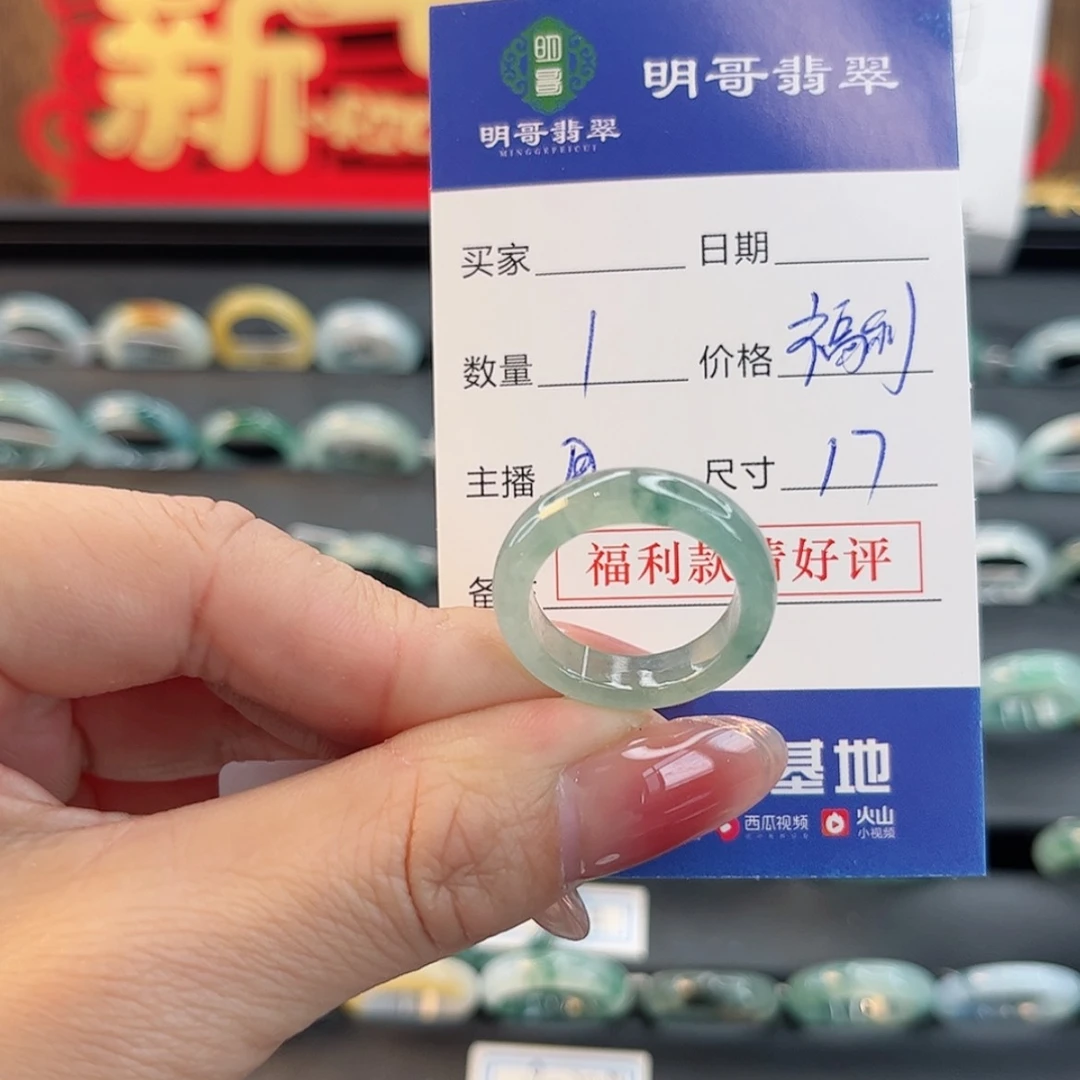 新
明哥
明哥翡翠
MINGGEFEICUI
明哥翡翠
买家 日期
数量 1 价格 福利
主播 尺寸 17
福利款 请好评
基地
西瓜视频 火山
小视频